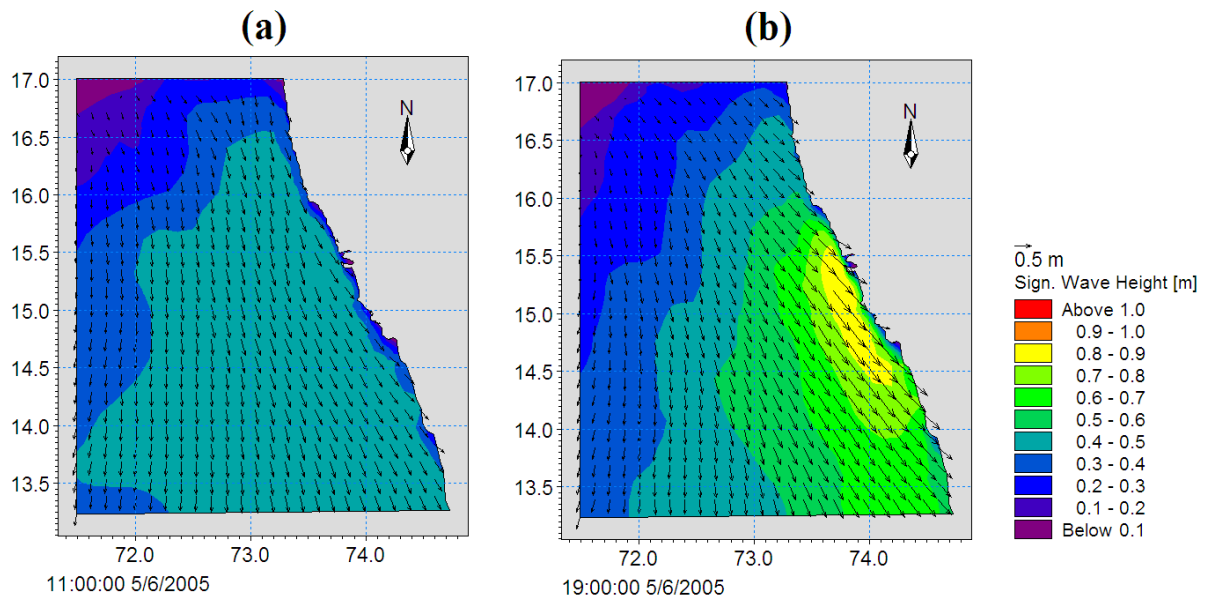 (a)
(b)
N
17.0
16.5
16.0
15.5
15.0
14.5
14.0
13.5
72.0 73.0 74.0
11:00:00 5/6/2005
N
17.0
16.5
16.0
15.5
15.0
14.5
14.0
13.5
72.0 73.0 74.0
19:00:00 5/6/2005
0.5 m
Sign. Wave Height [m]
Above 1.0
0.9 - 1.0
0.8 - 0.9
0.7 - 0.8
0.6 - 0.7
0.5 - 0.6
0.4 - 0.5
0.3 - 0.4
0.2 - 0.3
0.1 - 0.2
Below 0.1